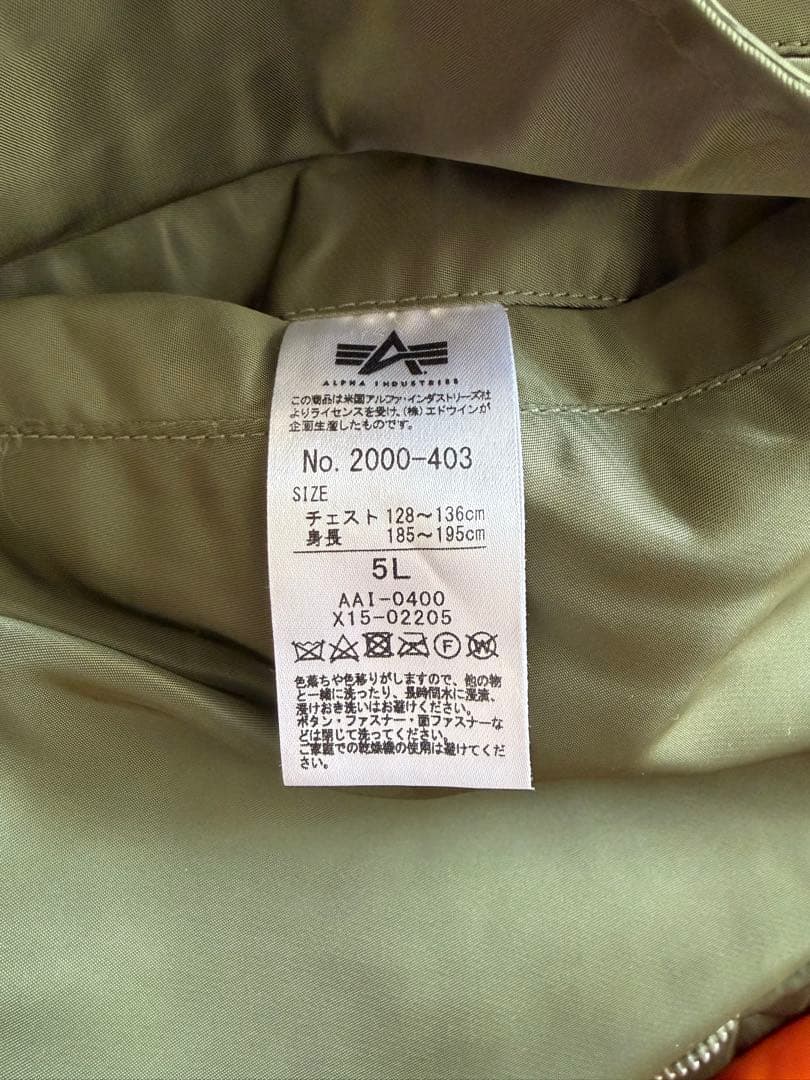 ALPHA INDUSTRIES
この商品は米国アルファ・インダストリーズ社
よりライセンスを受け、(株)エドウインが
企画生産したものです。
No. 2000-403
SIZE
チェスト 128～136cm
身長 185～195cm
5L
AAI-0400
X15-02205
F
W
色落ちや色移りがしますので、他の物
と一緒に洗ったり、長時間水に浸漬、
浸けおき洗いはお避けください。
ボタン・ファスナー・面ファスナーな
どは閉じて洗ってください。
ご家庭での乾燥機の使用は避けてくだ
さい。